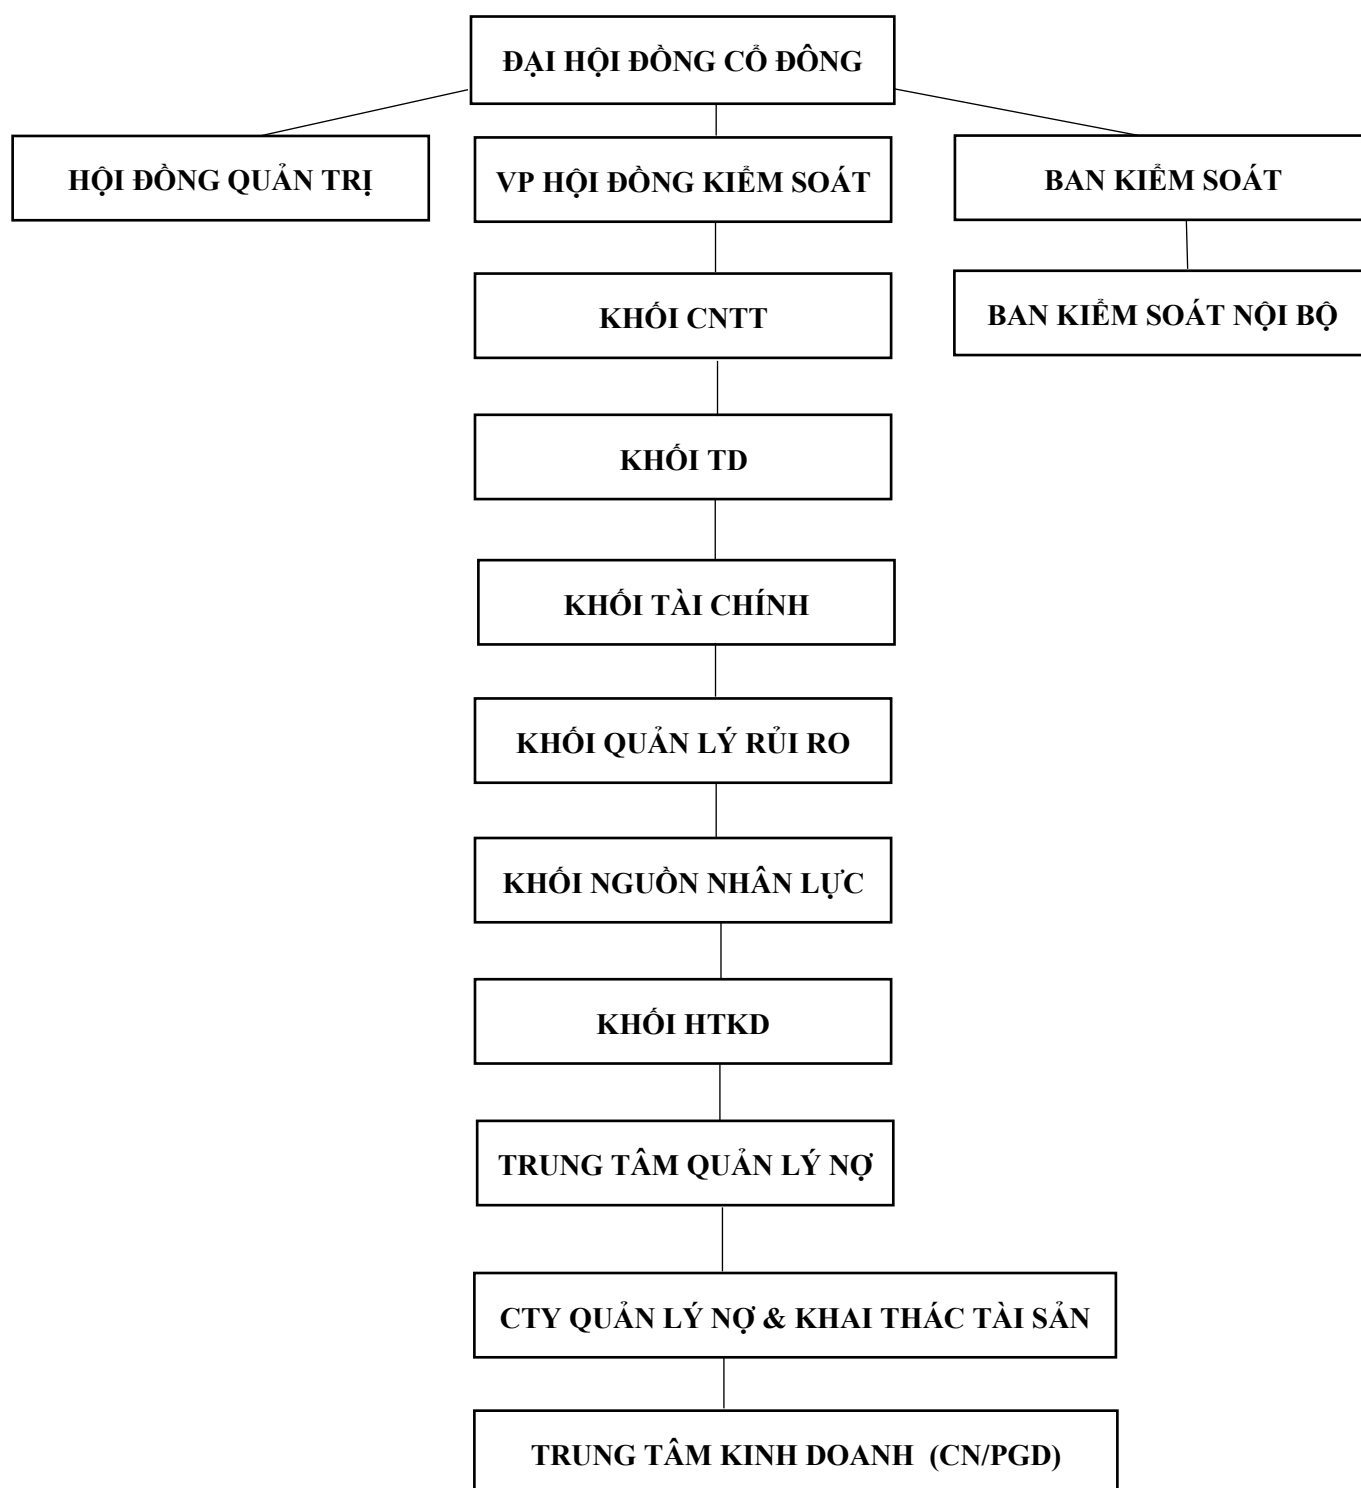 ĐẠI HỘI ĐỒNG CỔ ĐÔNG
HỘI ĐỒNG QUẢN TRỊ
VP HỘI ĐỒNG KIỂM SOÁT
BAN KIỂM SOÁT
KHỐI CNTT
BAN KIỂM SOÁT NỘI BỘ
KHỐI TD
KHỐI TÀI CHÍNH
KHỐI QUẢN LÝ RỦI RO
KHỐI NGUỒN NHÂN LỰC
KHỐI HTKD
TRUNG TÂM QUẢN LÝ NỢ
CTY QUẢN LÝ NỢ & KHAI THÁC TÀI SẢN
TRUNG TÂM KINH DOANH (CN/PGD)